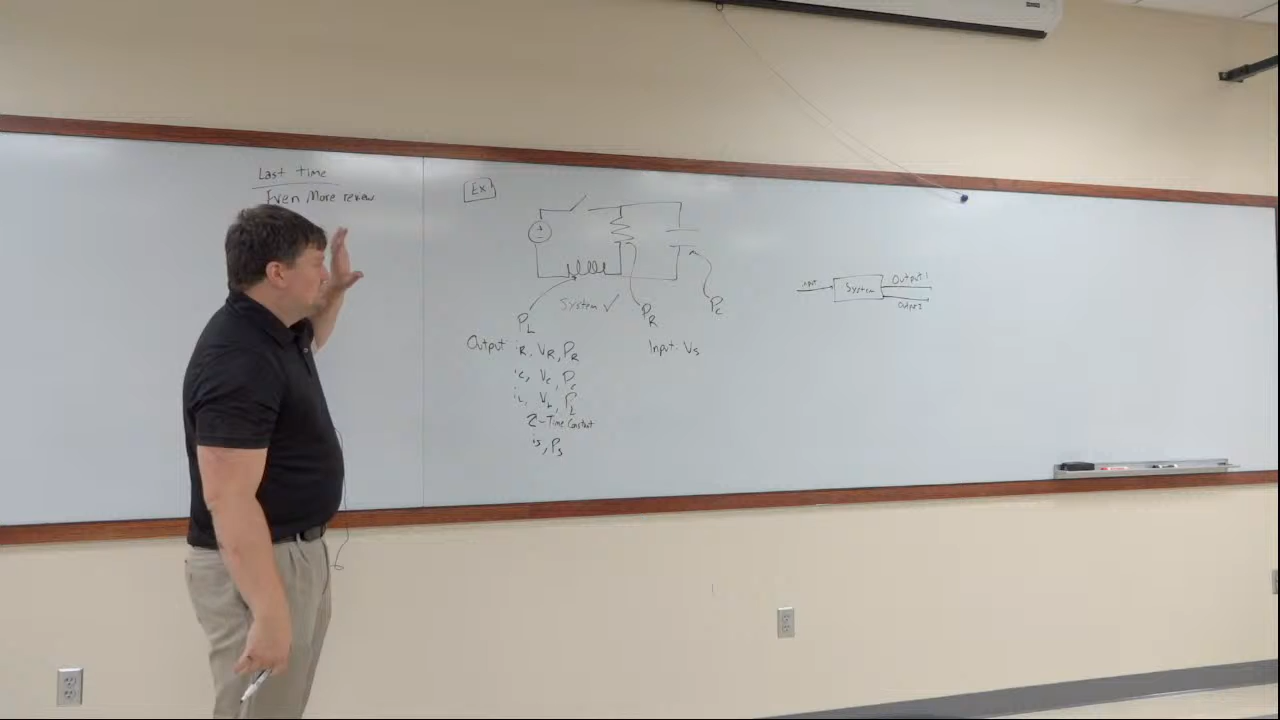 Last time
Even More review
Ex
System ✓
P_L
P_R
P_C
Output: i_R, V_R, P_R
i_C, V_C, P_C
i_L, V_L, P_L
τ-Time Constant
i_S, P_S
Input: V_S
input
System
Output 1
Output 2